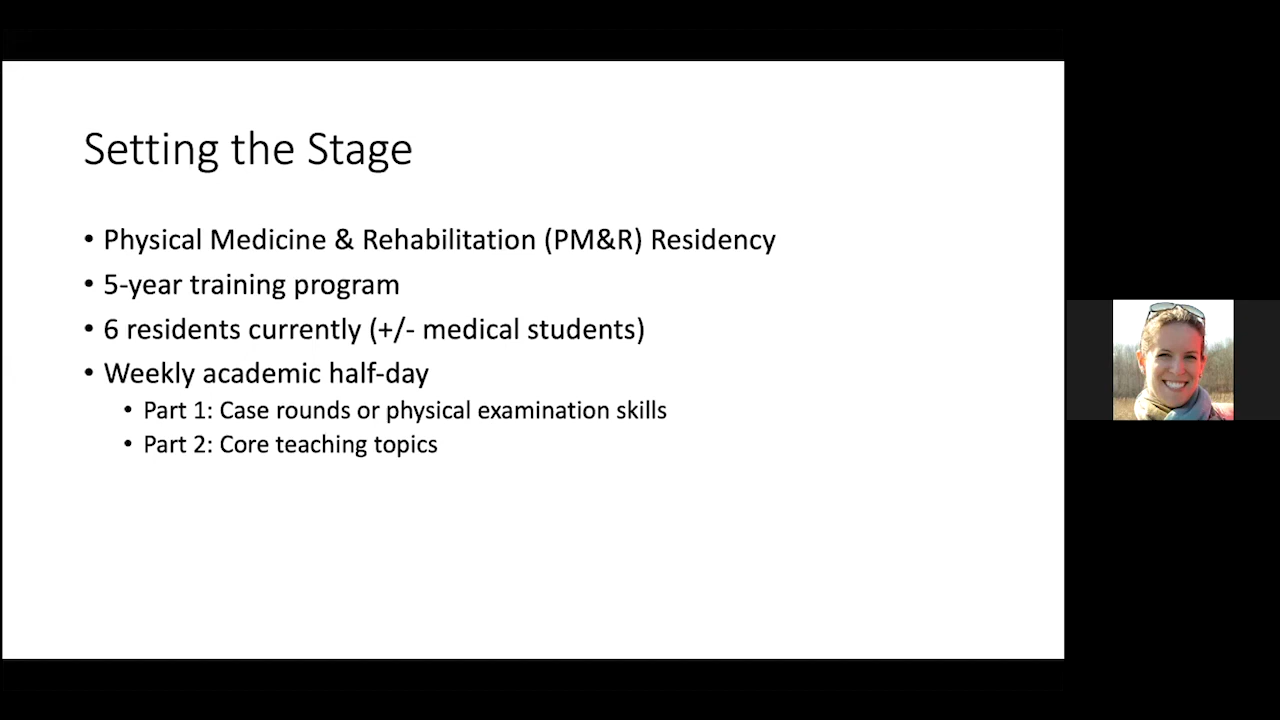 Setting the Stage
• Physical Medicine & Rehabilitation (PM&R) Residency
• 5-year training program
• 6 residents currently (+/- medical students)
• Weekly academic half-day
• Part 1: Case rounds or physical examination skills
• Part 2: Core teaching topics